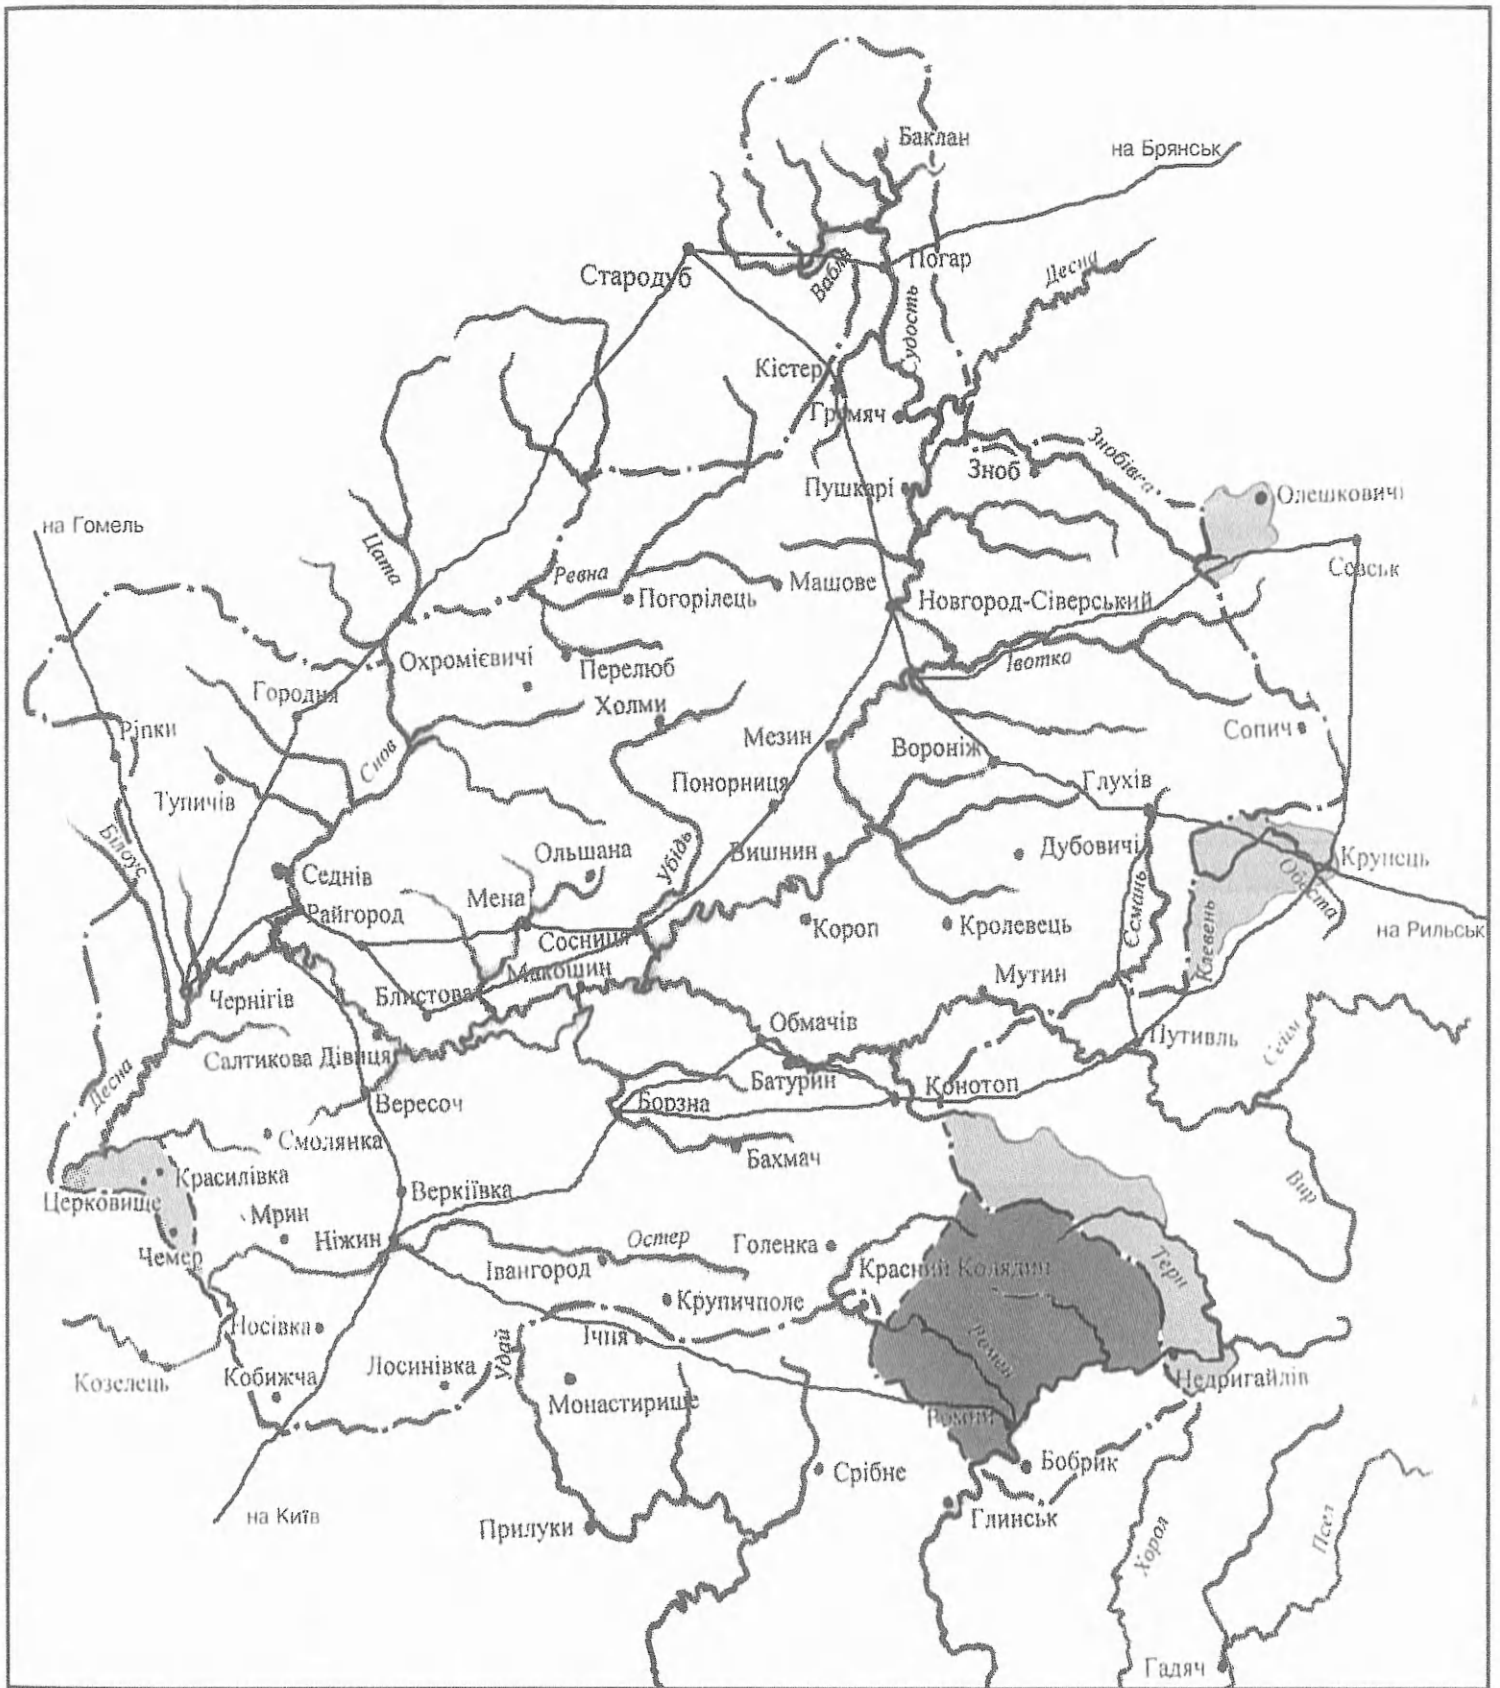 Баклан
на Брянськ
Стародуб
Вабля
Погар
Десна
Судость
Кістер
Гремяч
Знобівка
Зноб
Пушкарі
Олешковичі
на Гомель
Цата
Ревна
Машове
Погорілець
Новгород-Сіверський
Охромієвичі
Перелюб
Івотка
Городня
Холми
Ріпки
Снов
Мезин
Вороніж
Сопич
Тупичів
Понорниця
Глухів
Білоус
Ольшана
Убідь
Вишнин
Дубовичі
Крупець
Седнів
Обеста
Мена
Райгород
Єсмань
Сосниця
Короп
Кролевець
Клевень
на Рильськ
Макошин
Мутин
Чернігів
Блистова
Обмачів
Путивль
Сейм
Салтикова Дівиця
Десна
Батурин
Конотоп
Вересоч
Борзна
Смолянка
Бахмач
Красилівка
Вир
Церковище
Веркіївка
Мрин
Ніжин
Остер
Голенка
Чемер
Івангород
Красний Колядин
Терн
Крупичполе
Носівка
Ічня
Ромен
Удай
Лосинівка
Козелець
Кобижча
Недригайлів
Монастирище
Ромни
Бобрик
Срібне
на Київ
Прилуки
Глинськ
Хорол
Псел
Гадяч